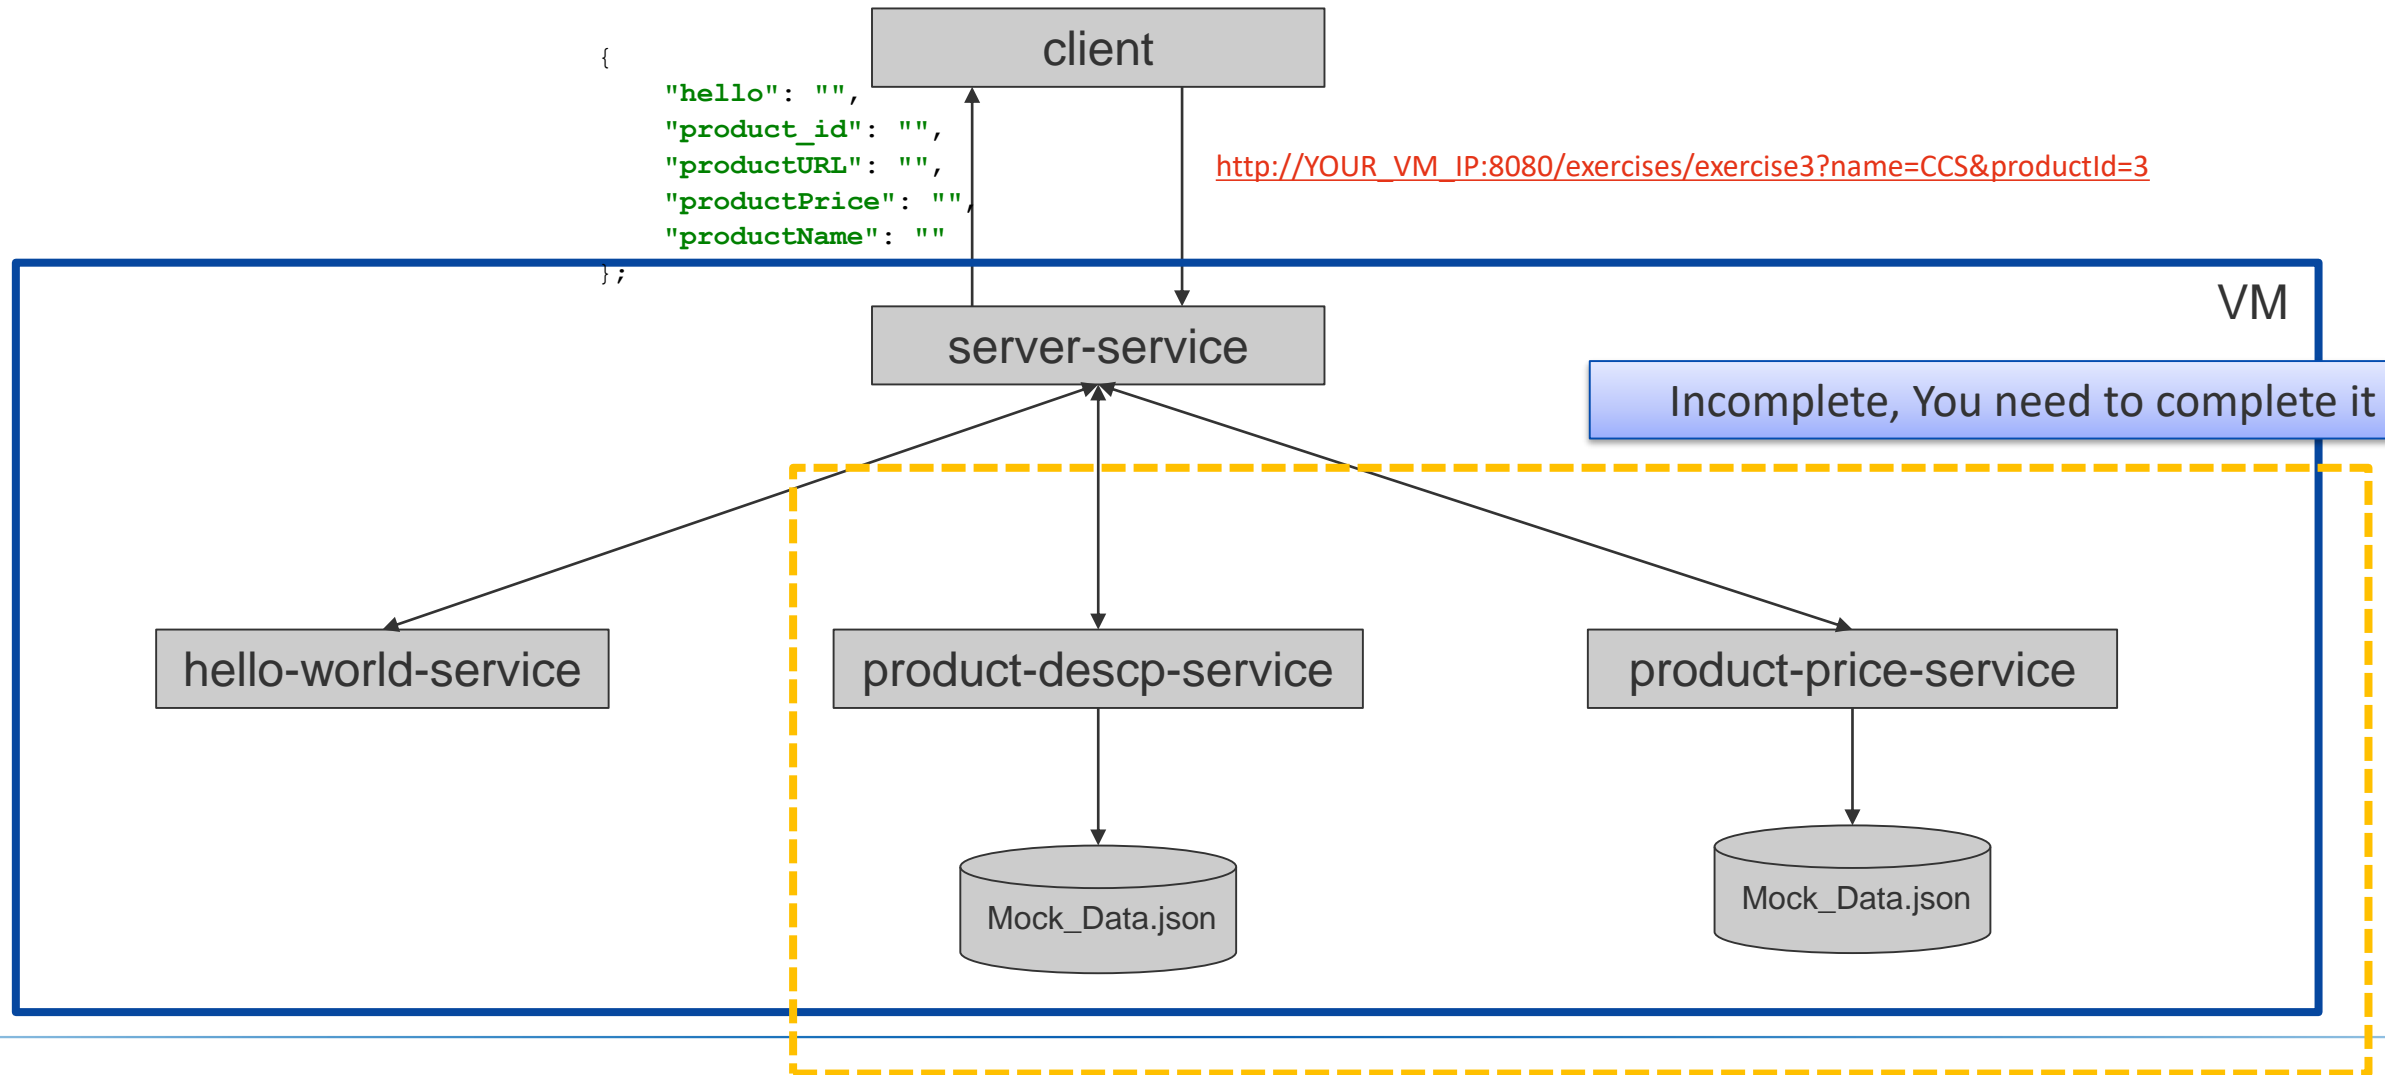 client
{
"hello": "",
"product_id": "",
"productURL": "",
"productPrice": "",
"productName": ""
};
http://YOUR_VM_IP:8080/exercises/exercise3?name=CCS&productId=3
VM
server-service
Incomplete, You need to complete it
hello-world-service
product-descp-service
product-price-service
Mock_Data.json
Mock_Data.json